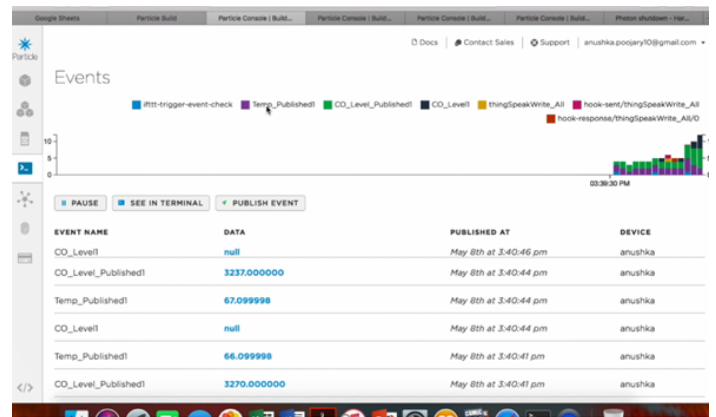 Google Sheets Particle Build Particle Console | Build... Particle Console | Build... Particle Console | Build... Particle Console | Build... Photon shutdown - Har...
Particle
Docs Contact Sales Support anushka.poojary10@gmail.com
Events
ifttt-trigger-event-check Temp_Published1 CO_Level_Published1 CO_Level1 thingSpeakWrite_All hook-sent/thingSpeakWrite_All
hook-response/thingSpeakWrite_All/0
10
5
0
03:39:30 PM
PAUSE SEE IN TERMINAL PUBLISH EVENT
EVENT NAME DATA PUBLISHED AT DEVICE
CO_Level1 null May 8th at 3:40:46 pm anushka
CO_Level_Published1 3237.000000 May 8th at 3:40:44 pm anushka
Temp_Published1 67.099998 May 8th at 3:40:44 pm anushka
CO_Level1 null May 8th at 3:40:44 pm anushka
Temp_Published1 66.099998 May 8th at 3:40:41 pm anushka
CO_Level_Published1 3270.000000 May 8th at 3:40:41 pm anushka